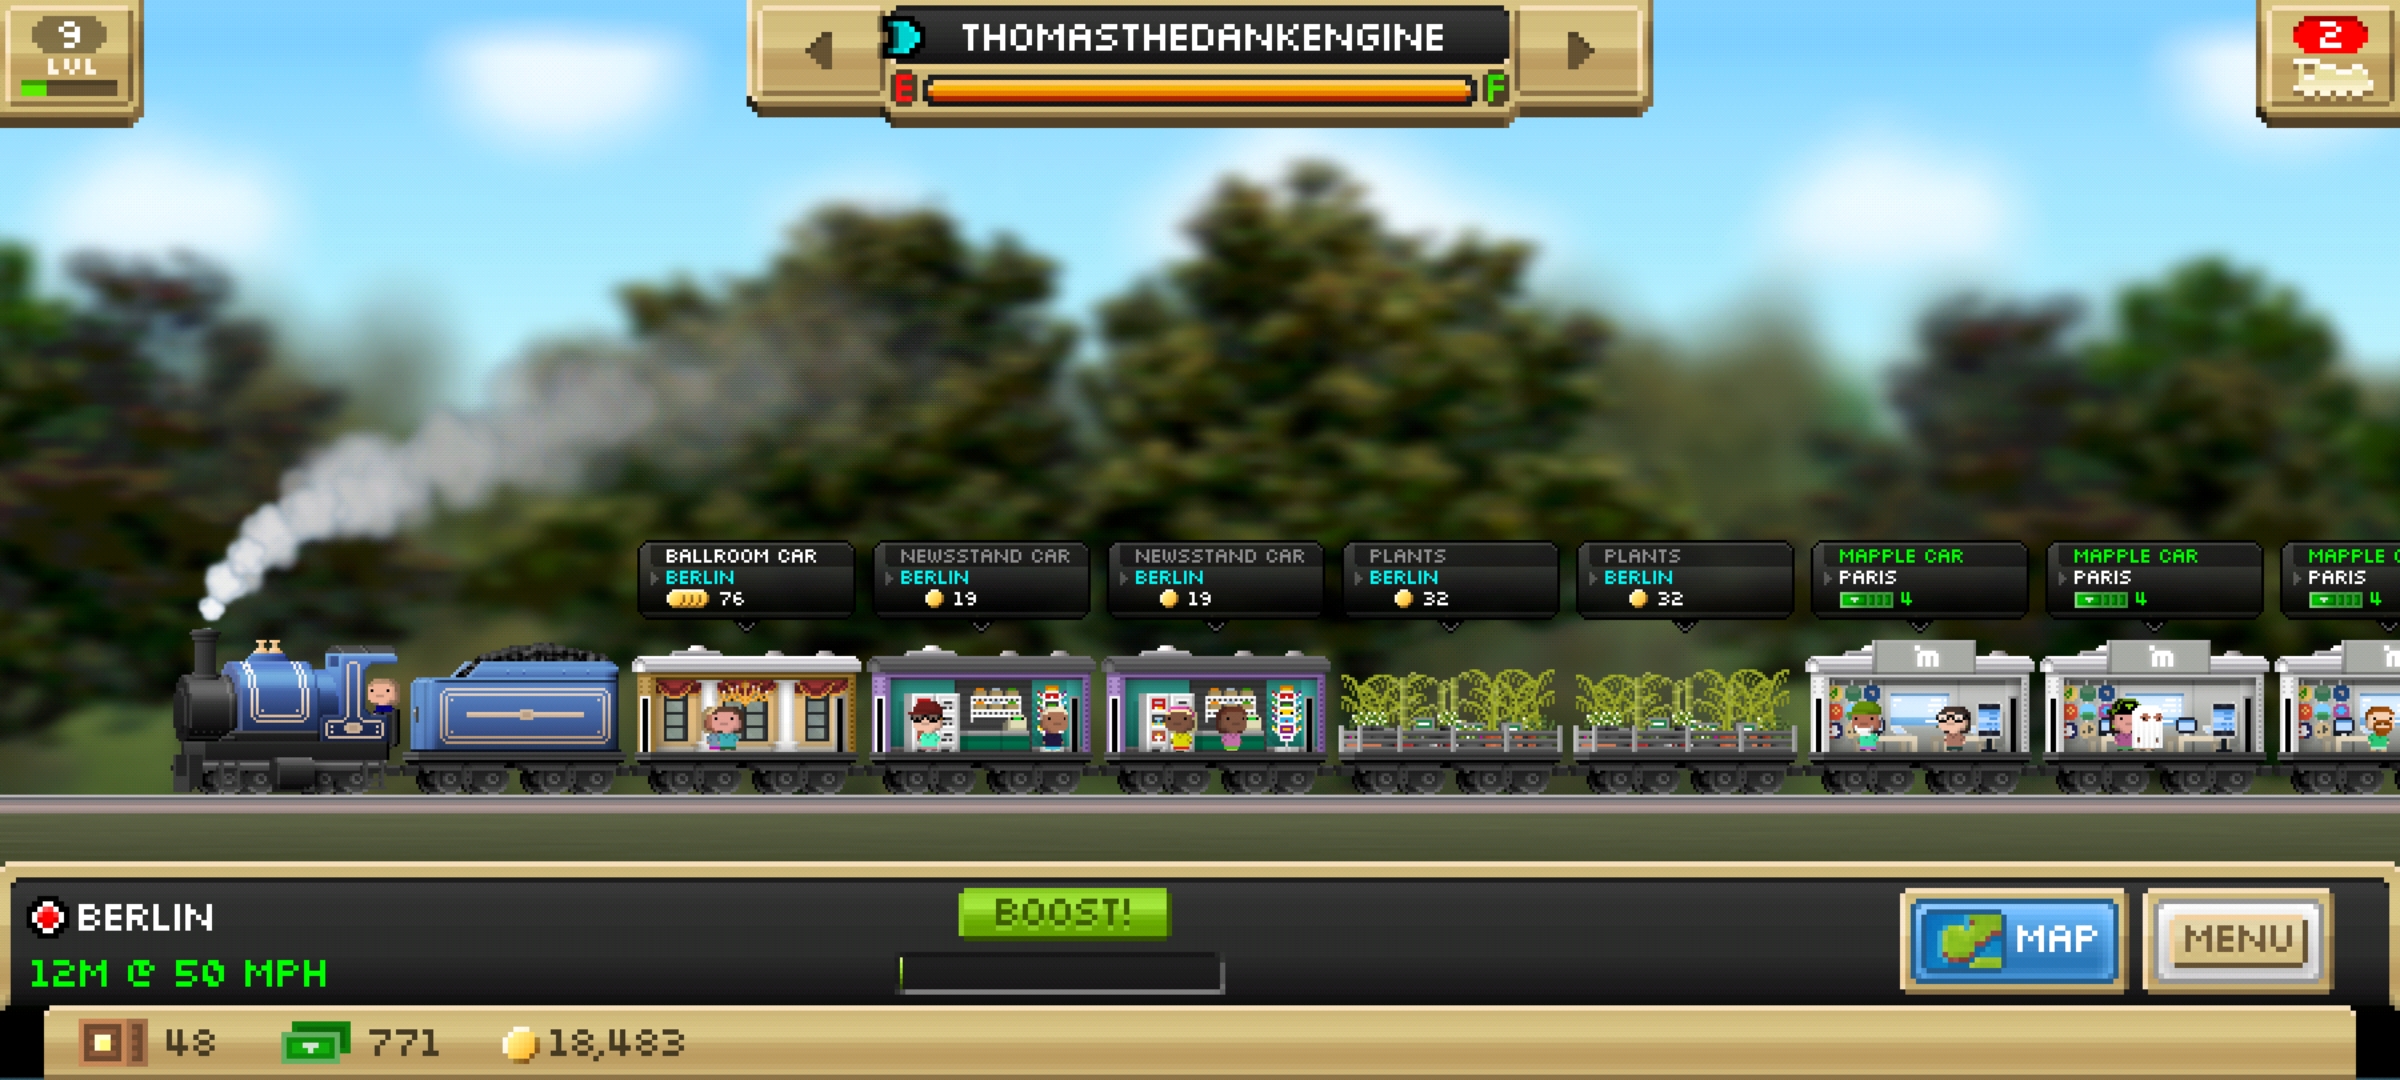 9
LVL
THOMASTHEDANKENGINE
E
F
2
BALLROOM CAR
BERLIN
76
NEWSSTAND CAR
BERLIN
19
NEWSSTAND CAR
BERLIN
19
PLANTS
BERLIN
32
PLANTS
BERLIN
32
MAPPLE CAR
PARIS
4
MAPPLE CAR
PARIS
4
MAPPLE
PARIS
4
m
m
BERLIN
12M @ 50 MPH
BOOST!
MAP
MENU
48
771
18,483